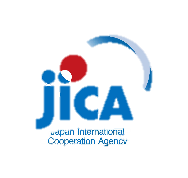 jICA
Japan International
Cooperation Agency